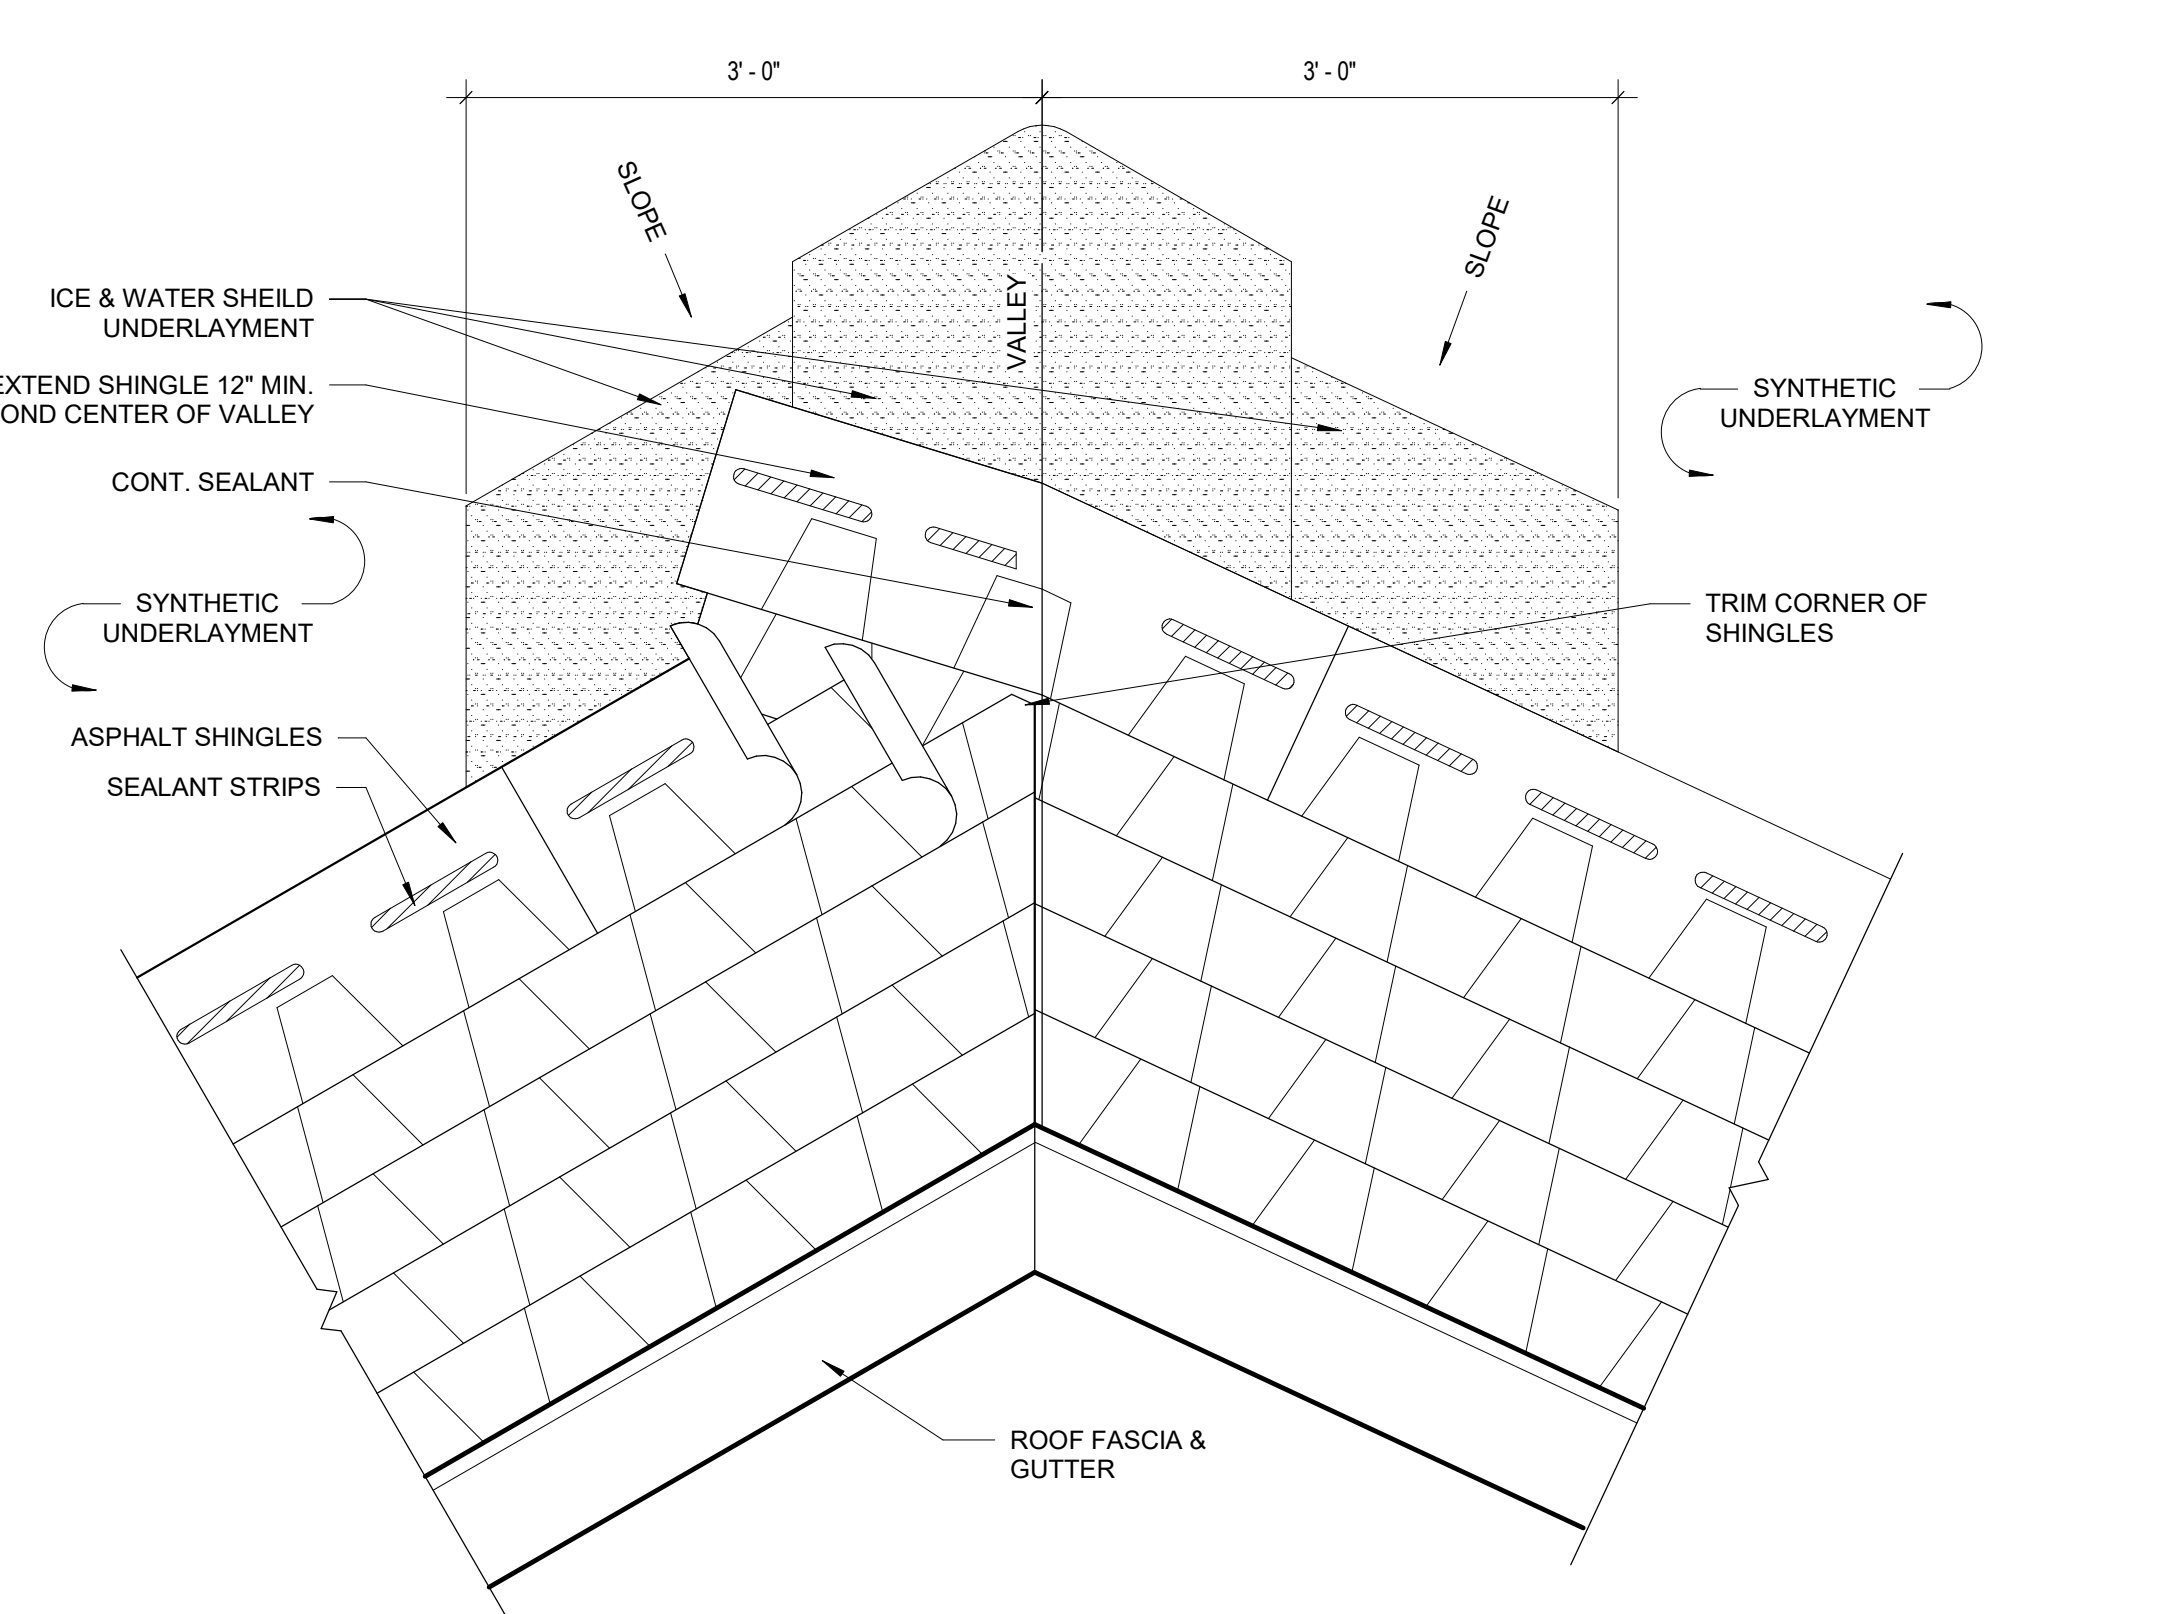 3' - 0"
3' - 0"
SLOPE
SLOPE
VALLEY
ICE & WATER SHEILD
UNDERLAYMENT
EXTEND SHINGLE 12" MIN.
OND CENTER OF VALLEY
CONT. SEALANT
SYNTHETIC
UNDERLAYMENT
SYNTHETIC
UNDERLAYMENT
TRIM CORNER OF
SHINGLES
ASPHALT SHINGLES
SEALANT STRIPS
ROOF FASCIA &
GUTTER